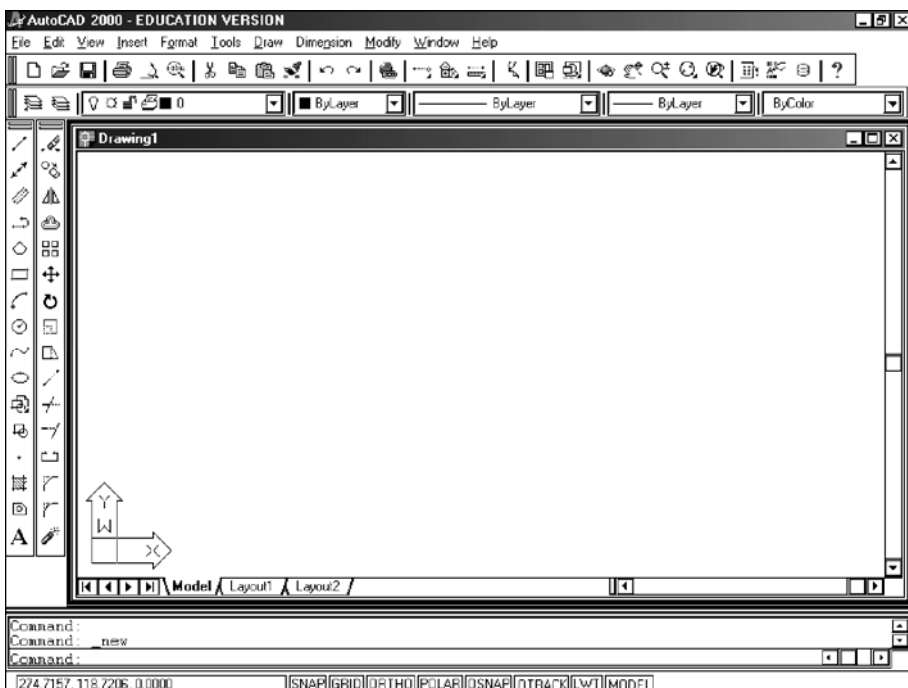 AutoCAD 2000 - EDUCATION VERSION
File Edit View Insert Format Tools Draw Dimension Modify Window Help
0 ByLayer ByLayer ByLayer ByColor
Drawing1
A
Y
W
X
Model Layout1 Layout2
Command:
Command: _new
Command:
274.7157, 118.7206, 0.0000 SNAP GRID ORTHO POLAR OSNAP OTRACK LWT MODEL